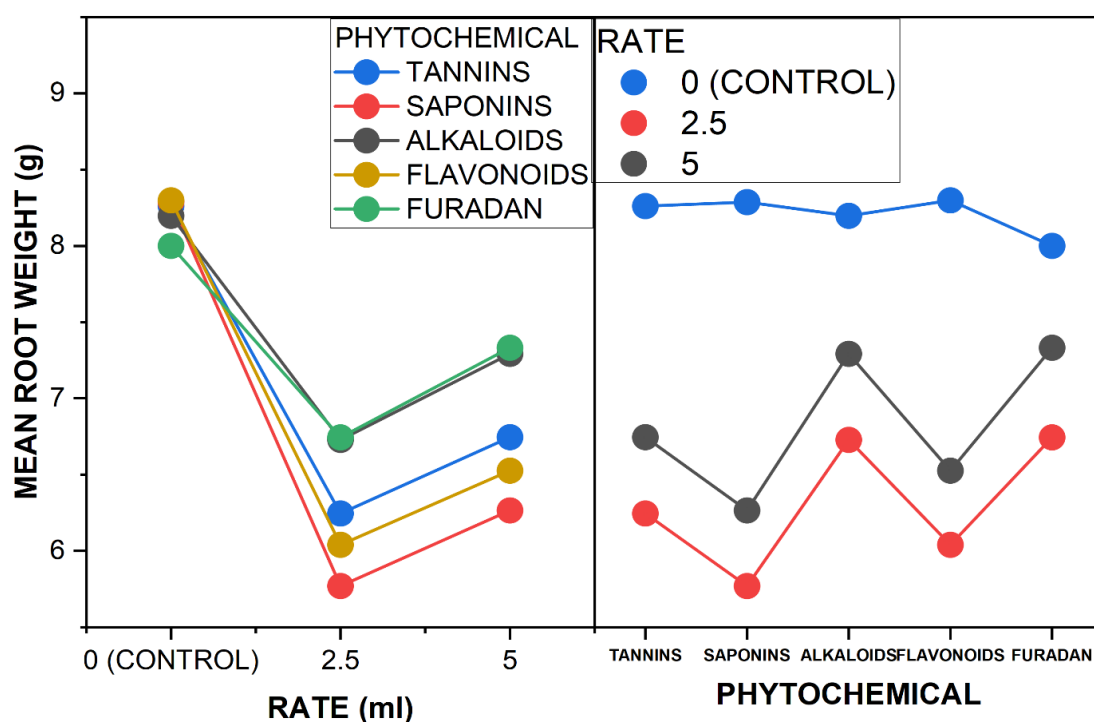 PHYTOCHEMICAL
TANNINS
SAPONINS
ALKALOIDS
FLAVONOIDS
FURADAN
RATE
0 (CONTROL)
2.5
5
MEAN ROOT WEIGHT (g)
9
8
7
6
0 (CONTROL) 2.5 5
RATE (ml)
TANNINS SAPONINS ALKALOIDS FLAVONOIDS FURADAN
PHYTOCHEMICAL